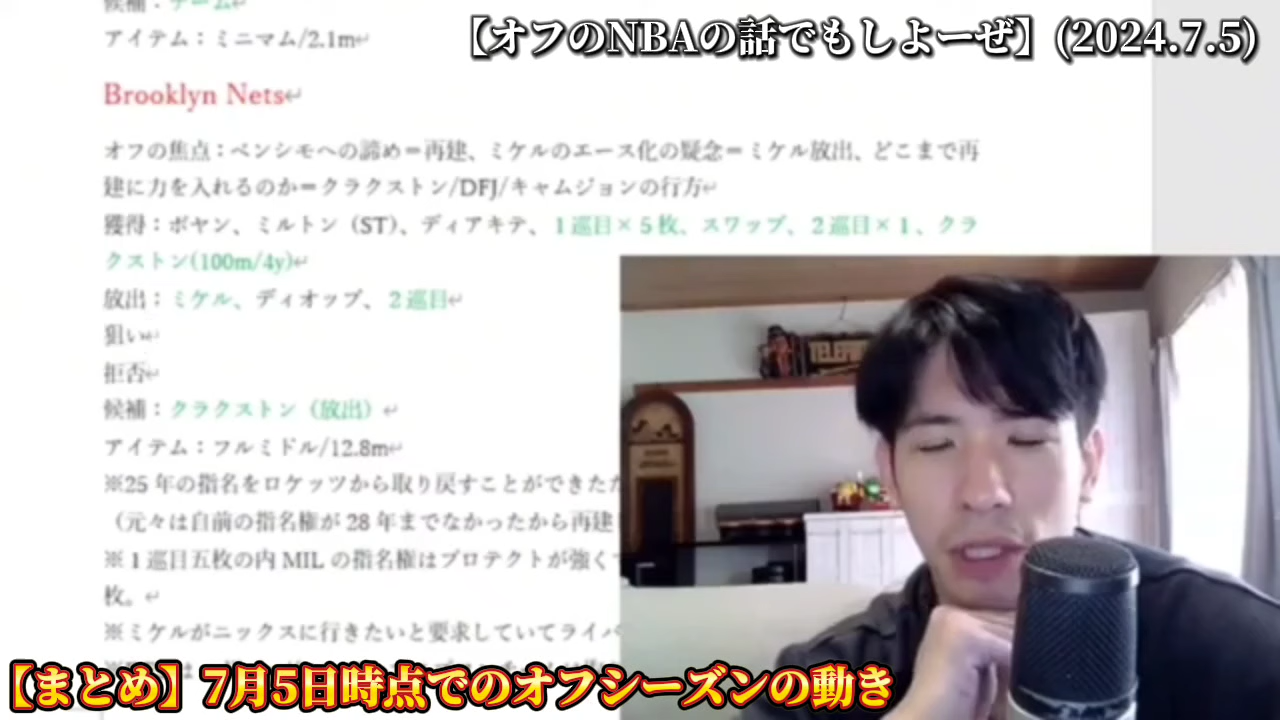 候補：チーム
【オフのNBAの話でもしよーぜ】(2024.7.5)
アイテム：ミニマム/2.1m↵
Brooklyn Nets↵
オフの焦点：ベンシモへの諦め＝再建、ミケルのエース化の疑念＝ミケル放出、どこまで再
建に力を入れるのか＝クラクストン/DFJ/キャムジョンの行方↵
獲得：ボヤン、ミルトン（ST）、ディアキテ、１巡目×５枚、スワップ、２巡目×１、クラ
クストン(100m/4y)↵
放出：ミケル、ディオップ、２巡目↵
狙い↵
拒否↵
候補：クラクストン（放出）↵
アイテム：フルミドル/12.8m↵
※25 年の指名をロケッツから取り戻すことができた
（元々は自前の指名権が 28 年までなかったから再建
※１巡目五枚の内 MIL の指名権はプロテクトが強く
枚。↵
※ミケルがニックスに行きたいと要求していてライバ
【まとめ】7月5日時点でのオフシーズンの動き